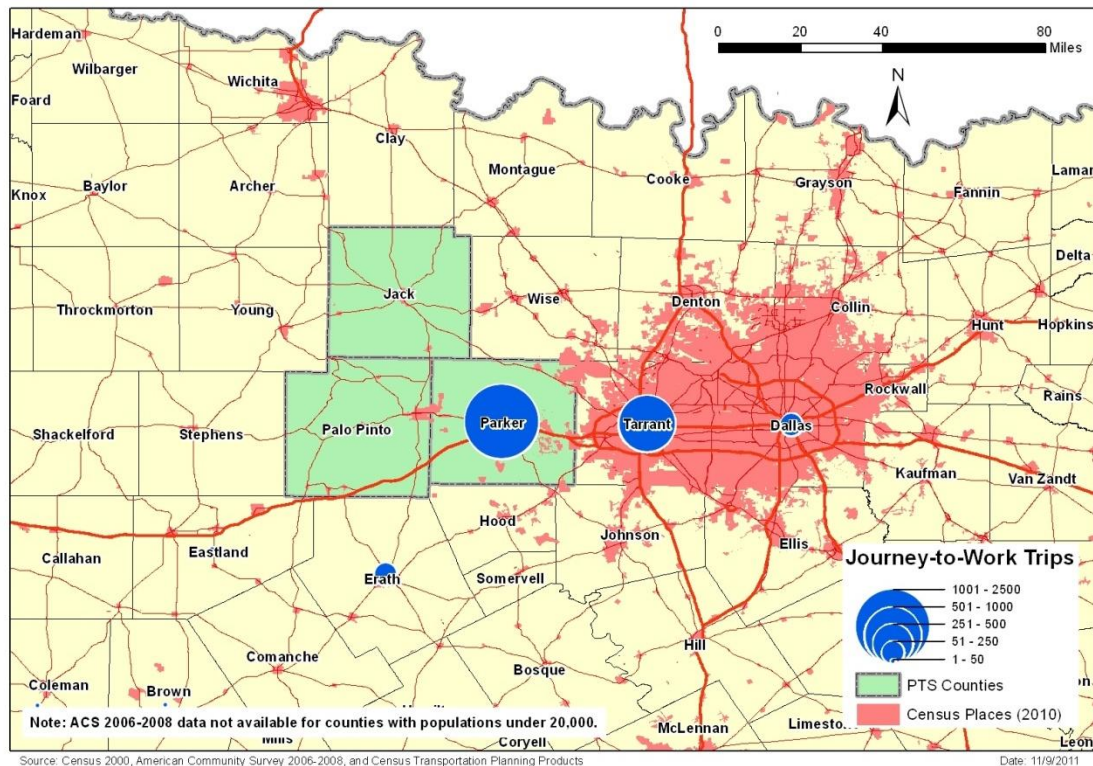 Hardeman
Wilbarger
Wichita
Foard
Clay
Montague
Cooke
Grayson
Fannin
Lamar
Knox
Baylor
Archer
Delta
Throckmorton
Young
Jack
Wise
Denton
Collin
Hunt
Hopkins
Rockwall
Rains
Shackelford
Stephens
Palo Pinto
Parker
Tarrant
Dallas
Kaufman
Van Zandt
Callahan
Eastland
Hood
Johnson
Ellis
Erath
Somervell
Hill
Comanche
Bosque
Coleman
Brown
Mills
Coryell
McLennan
0 20 40 80
Miles
N
Journey-to-Work Trips
1001 - 2500
501 - 1000
251 - 500
51 - 250
1 - 50
PTS Counties
Census Places (2010)
Note: ACS 2006-2008 data not available for counties with populations under 20,000.
Source: Census 2000, American Community Survey 2006-2008, and Census Transportation Planning Products
Date: 11/9/2011